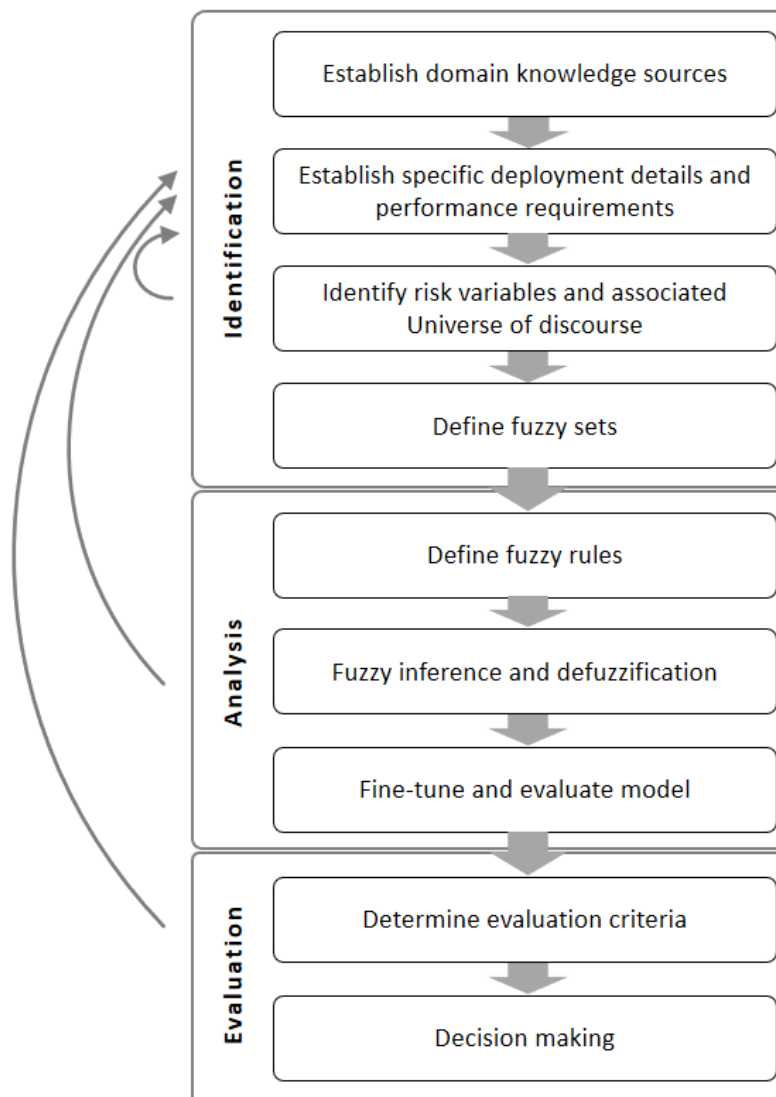 Identification
Establish domain knowledge sources
Establish specific deployment details and
performance requirements
Identify risk variables and associated
Universe of discourse
Define fuzzy sets
Analysis
Define fuzzy rules
Fuzzy inference and defuzzification
Fine-tune and evaluate model
Evaluation
Determine evaluation criteria
Decision making